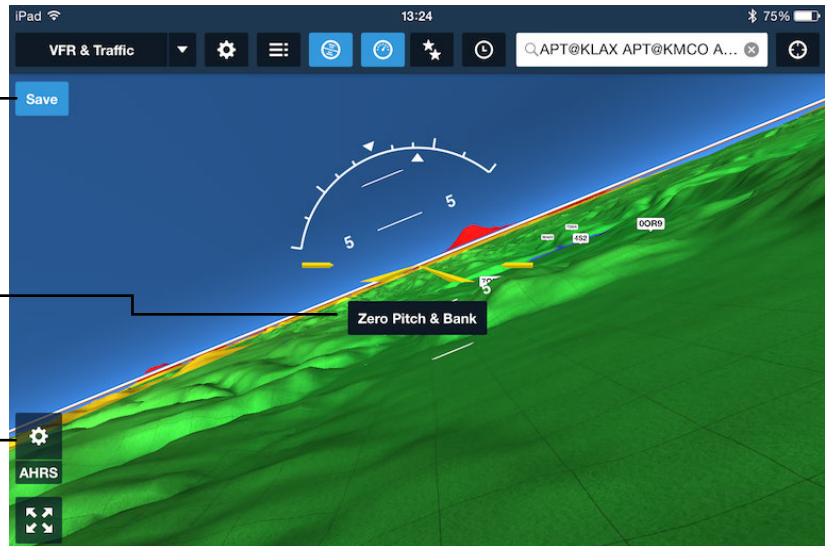 iPad 13:24 75%
VFR & Traffic APT@KLAX APT@KMCO A...
Save
5
5
0OR9
4S2
5
Zero Pitch & Bank
AHRS